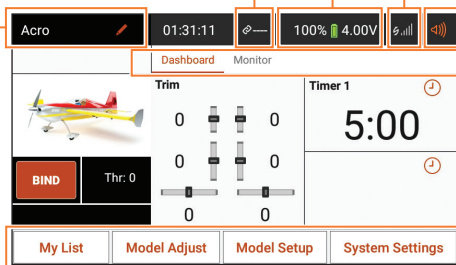 Acro 01:31:11 ---- 100% 4.00V
Dashboard Monitor
Trim Timer 1
0 0 5:00
0 0
BIND Thr: 0
0 0
My List Model Adjust Model Setup System Settings